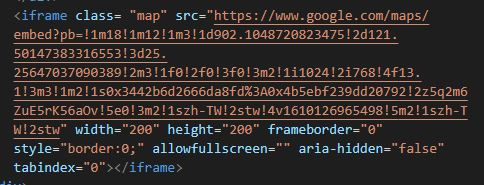 <iframe class= "map" src="https://www.google.com/maps/
embed?pb=!1m18!1m12!1m3!1d902.1048720823475!2d121.
50147383316553!3d25.
25647037090389!2m3!1f0!2f0!3f0!3m2!1i1024!2i768!4f13.
1!3m3!1m2!1s0x3442b6d2666da8fd%3A0x4b5ebf239dd20792!2z5q2m6
ZuE5rK56aOv!5e0!3m2!1szh-TW!2stw!4v1610126965498!5m2!1szh-T
W!2stw" width="200" height="200" frameborder="0"
style="border:0;" allowfullscreen="" aria-hidden="false"
tabindex="0"></iframe>